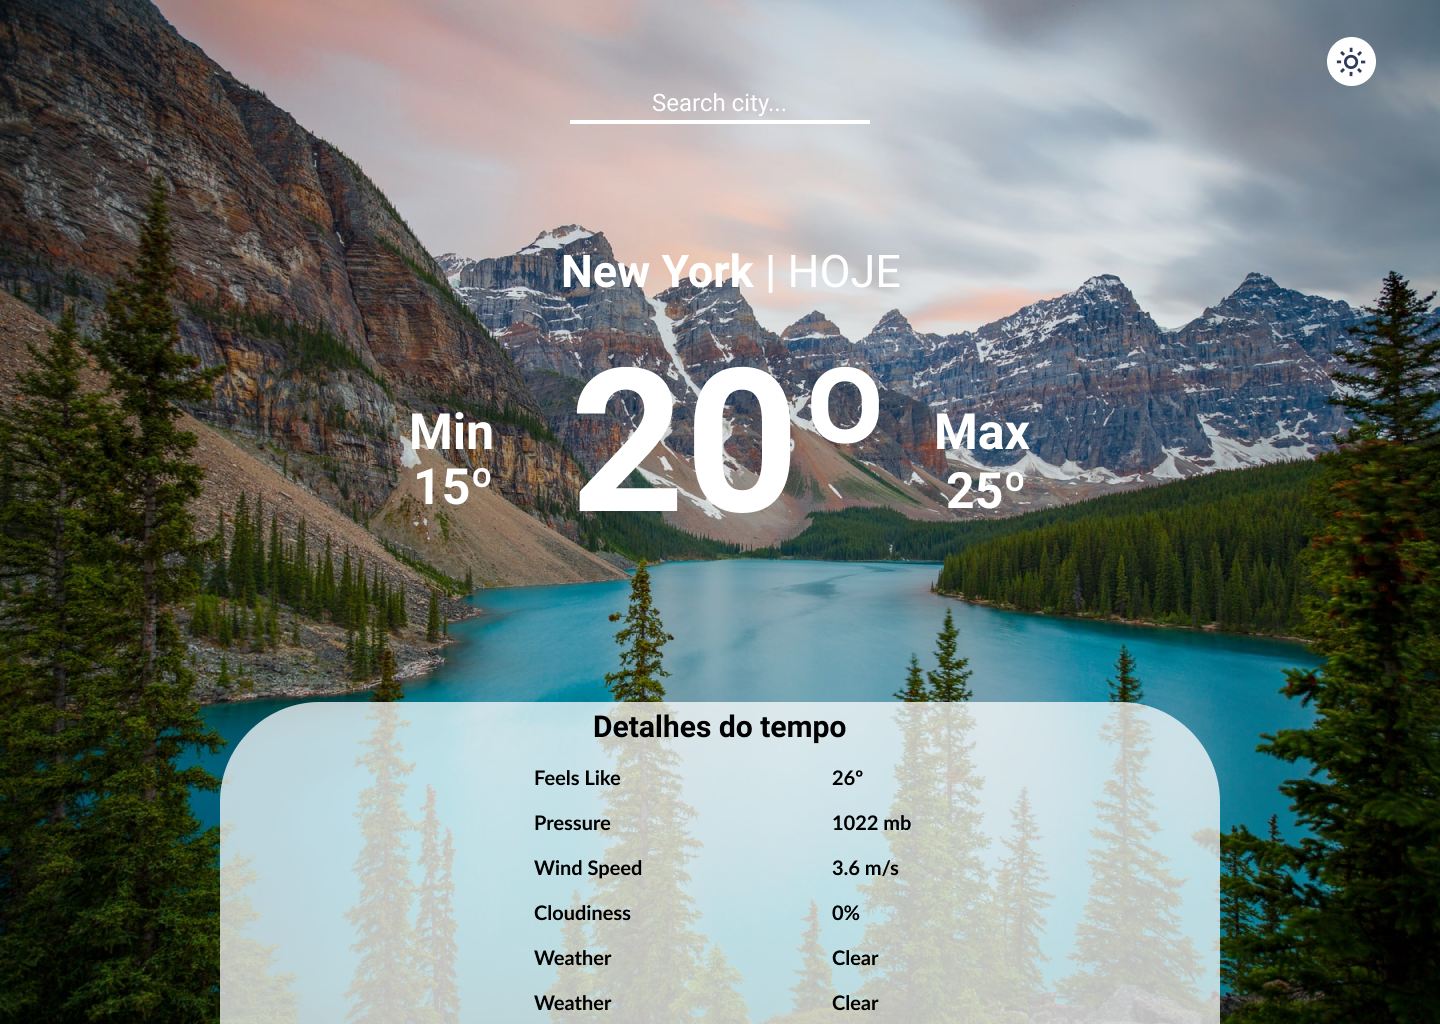 Search city...
New York | HOJE
20º
Min
15º
Max
25º
Detalhes do tempo
Feels Like 26º
Pressure 1022 mb
Wind Speed 3.6 m/s
Cloudiness 0%
Weather Clear
Weather Clear